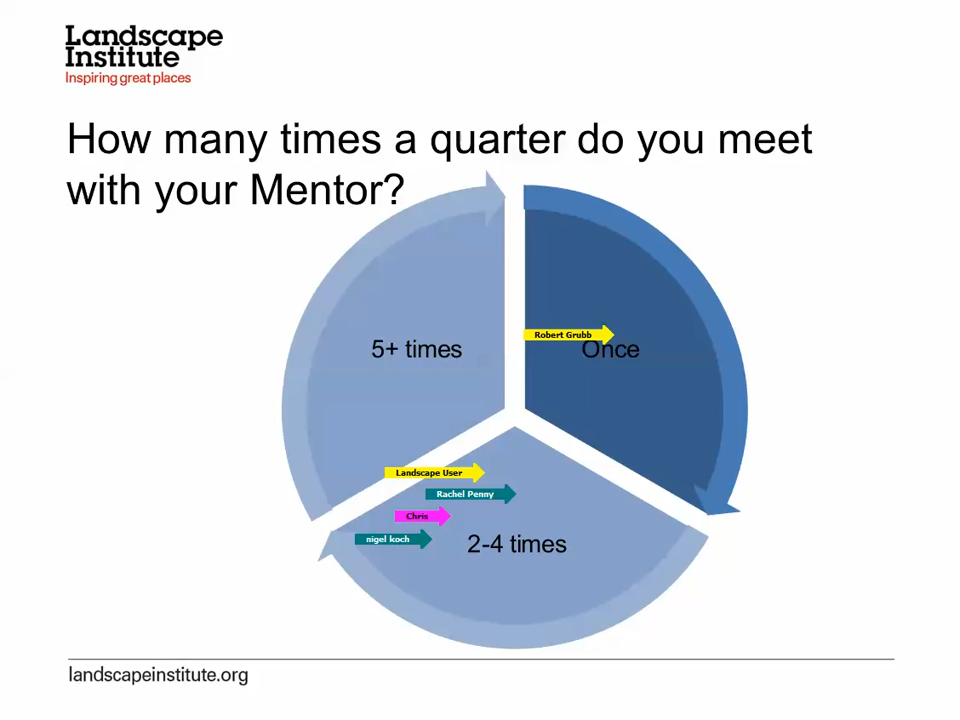 Landscape
Institute
Inspiring great places
How many times a quarter do you meet
with your Mentor?
Robert Grubb
5+ times
Once
Landscape User
Rachel Penny
Chris
nigel koch
2-4 times
landscapeinstitute.org